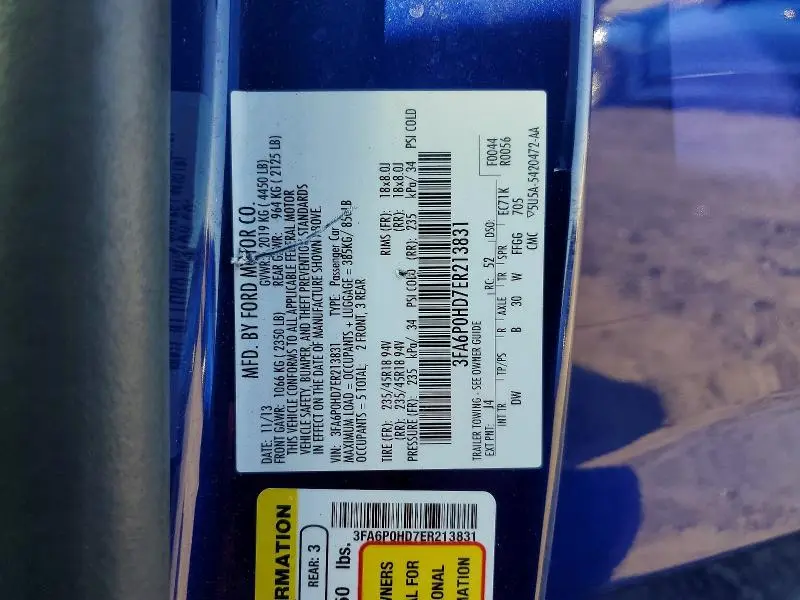 MFD. BY FORD MOTOR CO.
DATE: 11/13 GVWR: 2019 KG ( 4450 LB)
FRONT GAWR: 1066 KG ( 2350 LB) REAR GAWR: 964 KG ( 2125 LB)
THIS VEHICLE CONFORMS TO ALL APPLICABLE FEDERAL MOTOR
VEHICLE SAFETY, BUMPER, AND THEFT PREVENTION STANDARDS
IN EFFECT ON THE DATE OF MANUFACTURE SHOWN ABOVE.
VIN: 3FA6P0HD7ER213831 TYPE: Passenger Car
MAXIMUM LOAD = OCCUPANTS + LUGGAGE = 385KG/ 850LB
OCCUPANTS = 5 TOTAL; 2 FRONT, 3 REAR
TIRE (FR): 235/45R18 94V RIMS (FR): 18x8.0J
(RR): 235/45R18 94V (RR): 18x8.0J
PRESSURE (FR): 235 kPa/ 34 PSI COLD (RR): 235 kPa/ 34 PSI COLD
3FA6P0HD7ER213831
TRAILER TOWING - SEE OWNER GUIDE
F0044
R0056
EXT PNT: J4 RC: 52 DSO:
INT TR TP/PS R AXLE TR SPR EC71K
DW B 30 W FFGG 70S
CMC ▽5U5A-5420472-AA
3FA6P0HD7ER213831
RMATION
REAR: 3
lbs.